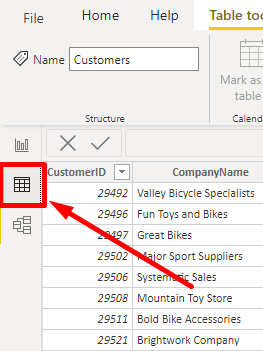 File Home Help Table too
Name Customers
Mark as
table
Structure Calend
CustomerID CompanyName
29492 Valley Bicycle Specialists
29496 Fun Toys and Bikes
29497 Great Bikes
29502 Major Sport Suppliers
29506 Systematic Sales
29508 Mountain Toy Store
29511 Bold Bike Accessories
29521 Brightwork Company